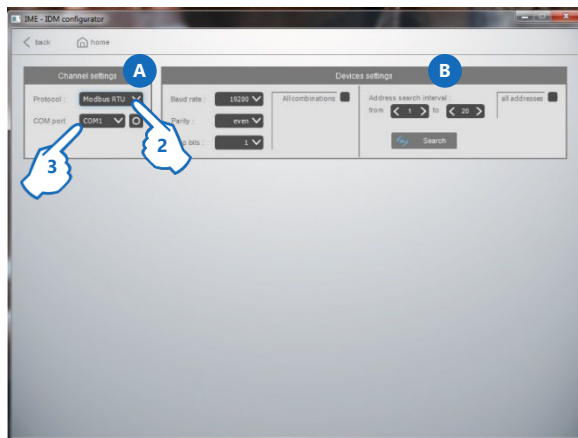 IME - IDM configurator
back
home
Channel settings
A
Devices settings
B
Protocol :
Modbus RTU
Baud rate :
19200
All combinations
Address search interval :
all addresses
from
1
to
20
COM port
COM1
Parity :
even
bits :
1
Search
2
3